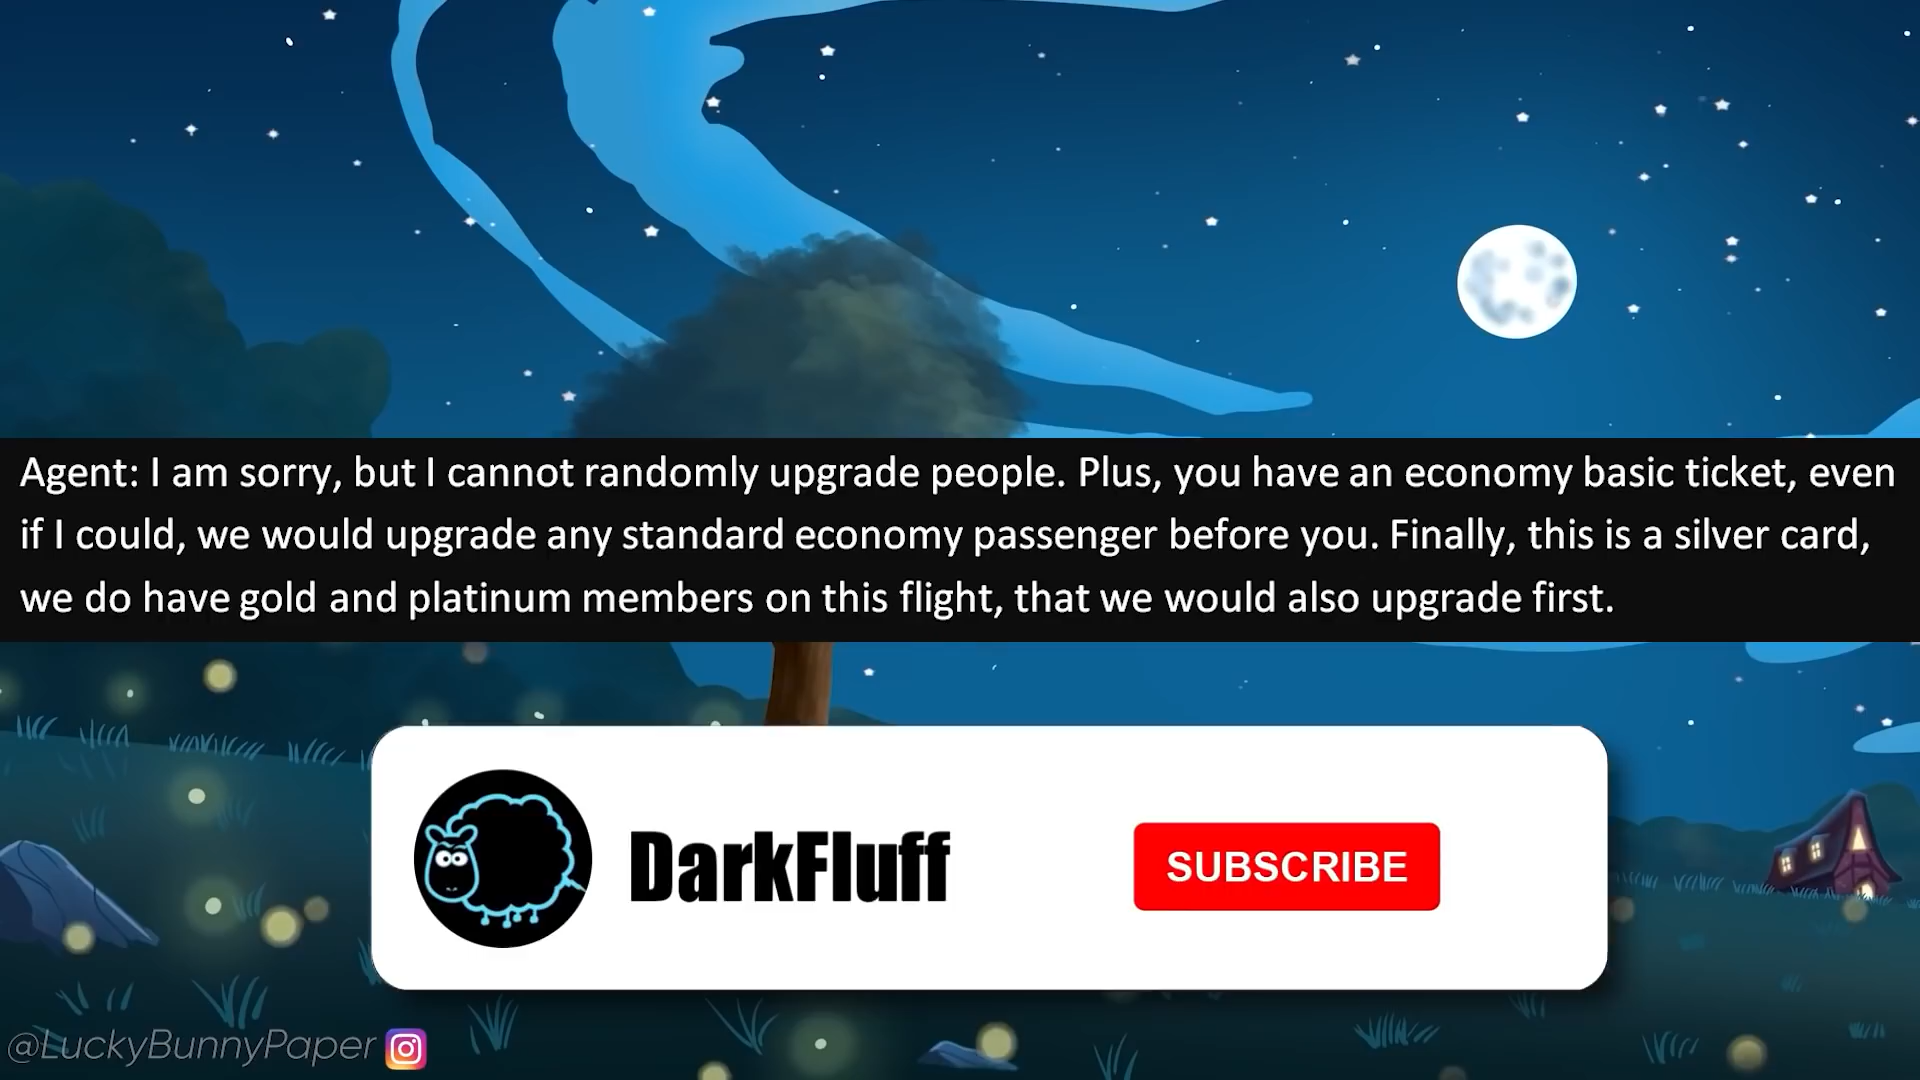 Agent: I am sorry, but I cannot randomly upgrade people. Plus, you have an economy basic ticket, even
if I could, we would upgrade any standard economy passenger before you. Finally, this is a silver card,
we do have gold and platinum members on this flight, that we would also upgrade first.
DarkFluff
SUBSCRIBE
@LuckyBunnyPaper